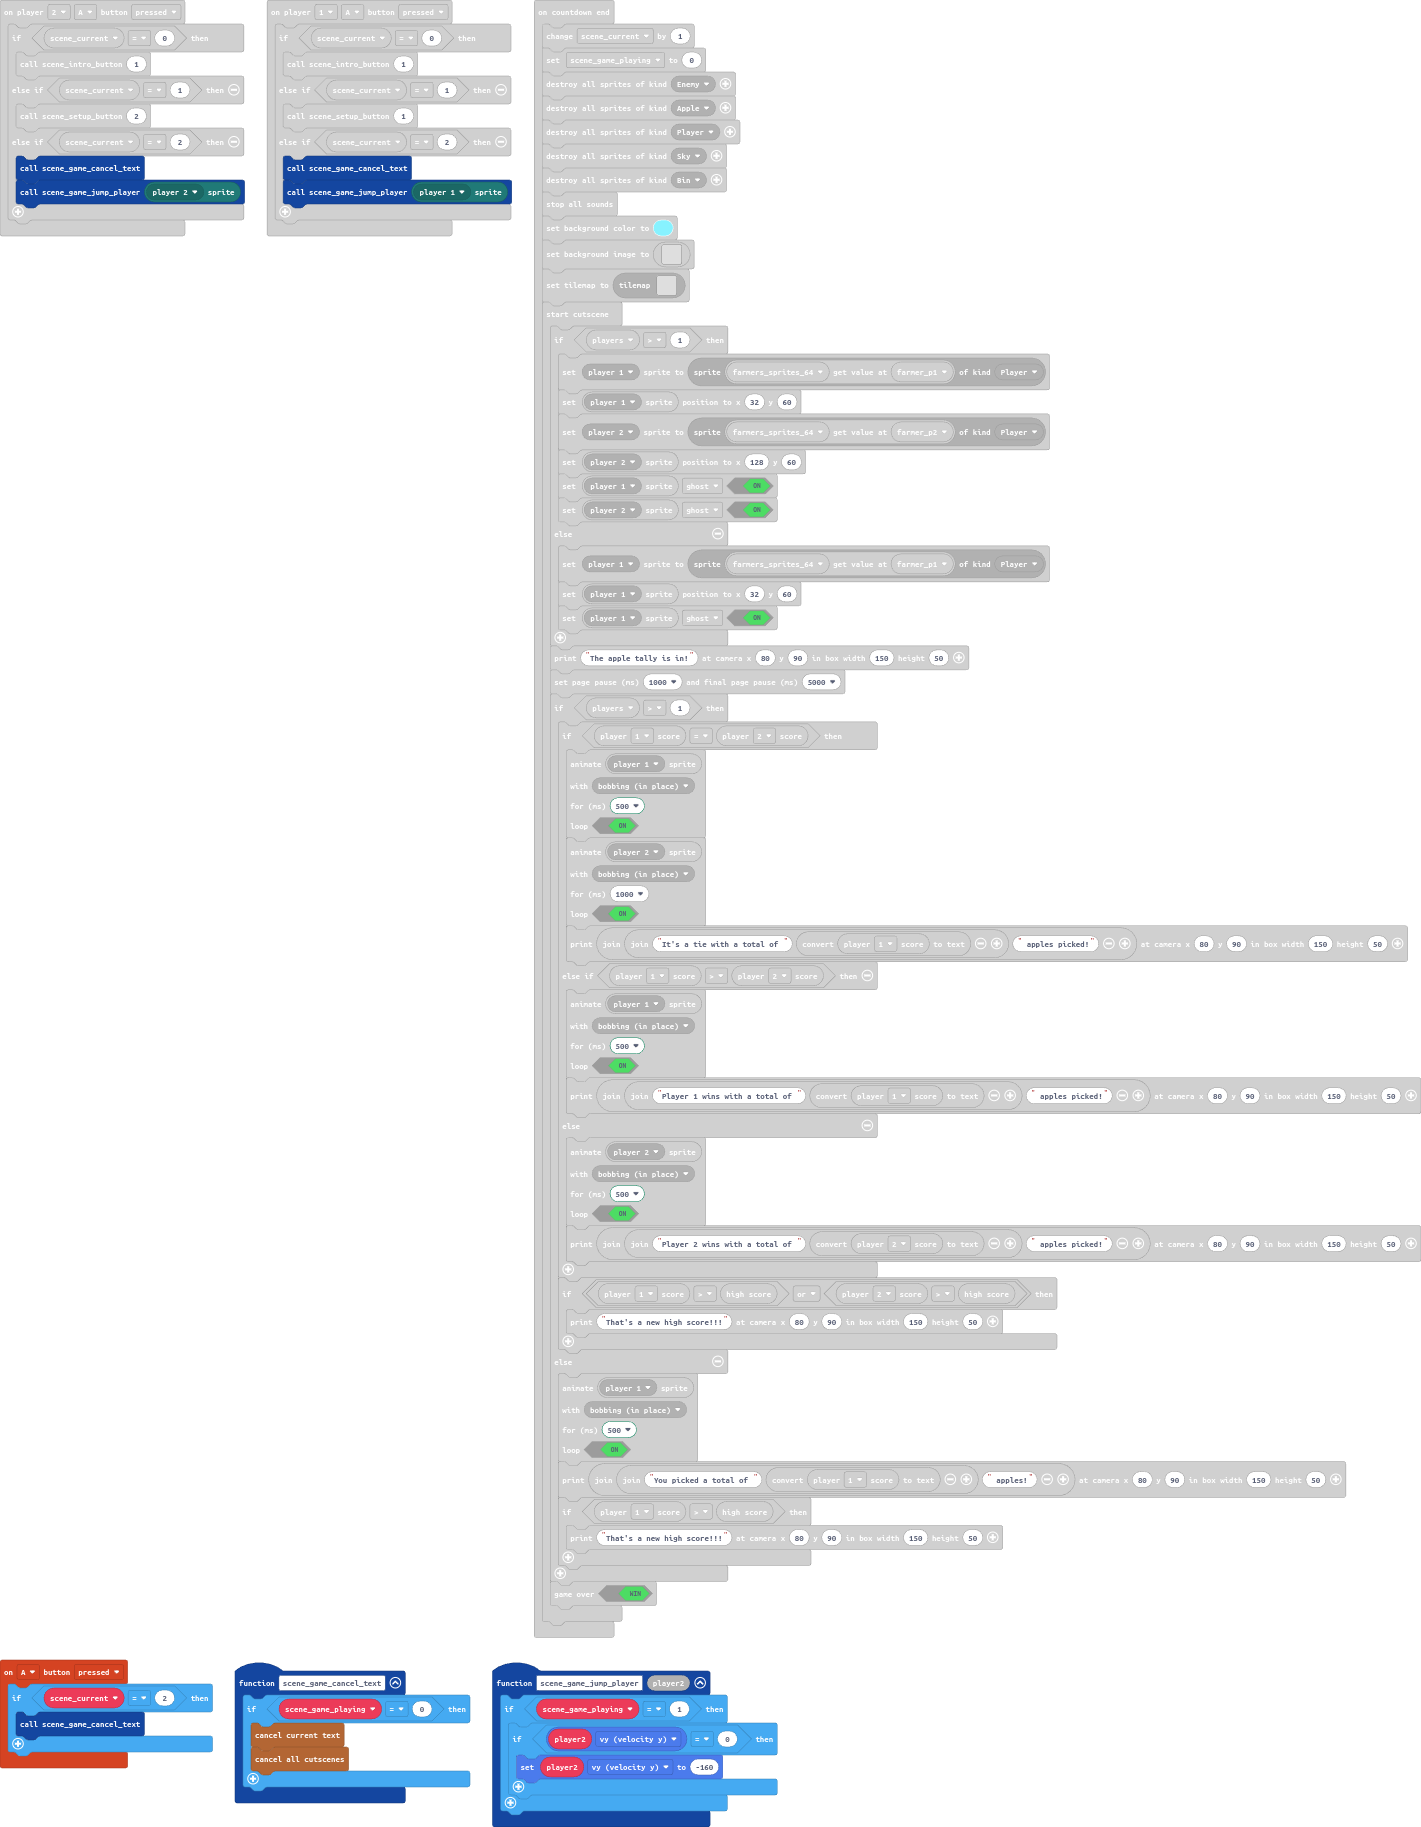 on player 2 A button pressed
if scene_current = 0 then
call scene_intro_button 1
else if scene_current = 1 then
call scene_setup_button 2
else if scene_current = 2 then
call scene_game_cancel_text
call scene_game_jump_player player 2 sprite
on player 1 A button pressed
if scene_current = 0 then
call scene_intro_button 1
else if scene_current = 1 then
call scene_setup_button 1
else if scene_current = 2 then
call scene_game_cancel_text
call scene_game_jump_player player 1 sprite
on countdown end
change scene_current by 1
set scene_game_playing to 0
destroy all sprites of kind Enemy
destroy all sprites of kind Apple
destroy all sprites of kind Player
destroy all sprites of kind Sky
destroy all sprites of kind Bin
stop all sounds
set background color to
set background image to
set tilemap to tilemap
start cutscene
if players > 1 then
set player 1 sprite to sprite farmers_sprites_64 get value at farmer_p1 of kind Player
set player 1 sprite position to x 32 y 60
set player 2 sprite to sprite farmers_sprites_64 get value at farmer_p2 of kind Player
set player 2 sprite position to x 128 y 60
set player 1 sprite ghost ON
set player 2 sprite ghost ON
else
set player 1 sprite to sprite farmers_sprites_64 get value at farmer_p1 of kind Player
set player 1 sprite position to x 32 y 60
set player 1 sprite ghost ON
print "The apple tally is in!" at camera x 80 y 90 in box width 150 height 50
set page pause (ms) 1000 and final page pause (ms) 5000
if players > 1 then
if player 1 score = player 2 score then
animate player 1 sprite
with bobbing (in place)
for (ms) 500
loop ON
animate player 2 sprite
with bobbing (in place)
for (ms) 1000
loop ON
print join join "It's a tie with a total of " convert player 1 score to text " apples picked!" at camera x 80 y 90 in box width 150 height 50
else if player 1 score > player 2 score then
animate player 1 sprite
with bobbing (in place)
for (ms) 500
loop ON
print join join "Player 1 wins with a total of " convert player 1 score to text " apples picked!" at camera x 80 y 90 in box width 150 height 50
else
animate player 2 sprite
with bobbing (in place)
for (ms) 500
loop ON
print join join "Player 2 wins with a total of " convert player 2 score to text " apples picked!" at camera x 80 y 90 in box width 150 height 50
if player 1 score > high score or player 2 score > high score then
print "That's a new high score!!!" at camera x 80 y 90 in box width 150 height 50
else
animate player 1 sprite
with bobbing (in place)
for (ms) 500
loop ON
print join join "You picked a total of " convert player 1 score to text " apples!" at camera x 80 y 90 in box width 150 height 50
if player 1 score > high score then
print "That's a new high score!!!" at camera x 80 y 90 in box width 150 height 50
game over WIN
on A button pressed
if scene_current = 2 then
call scene_game_cancel_text
function scene_game_cancel_text
if scene_game_playing = 0 then
cancel current text
cancel all cutscenes
function scene_game_jump_player player2
if scene_game_playing = 1 then
if player2 vy (velocity y) = 0 then
set player2 vy (velocity y) to -160